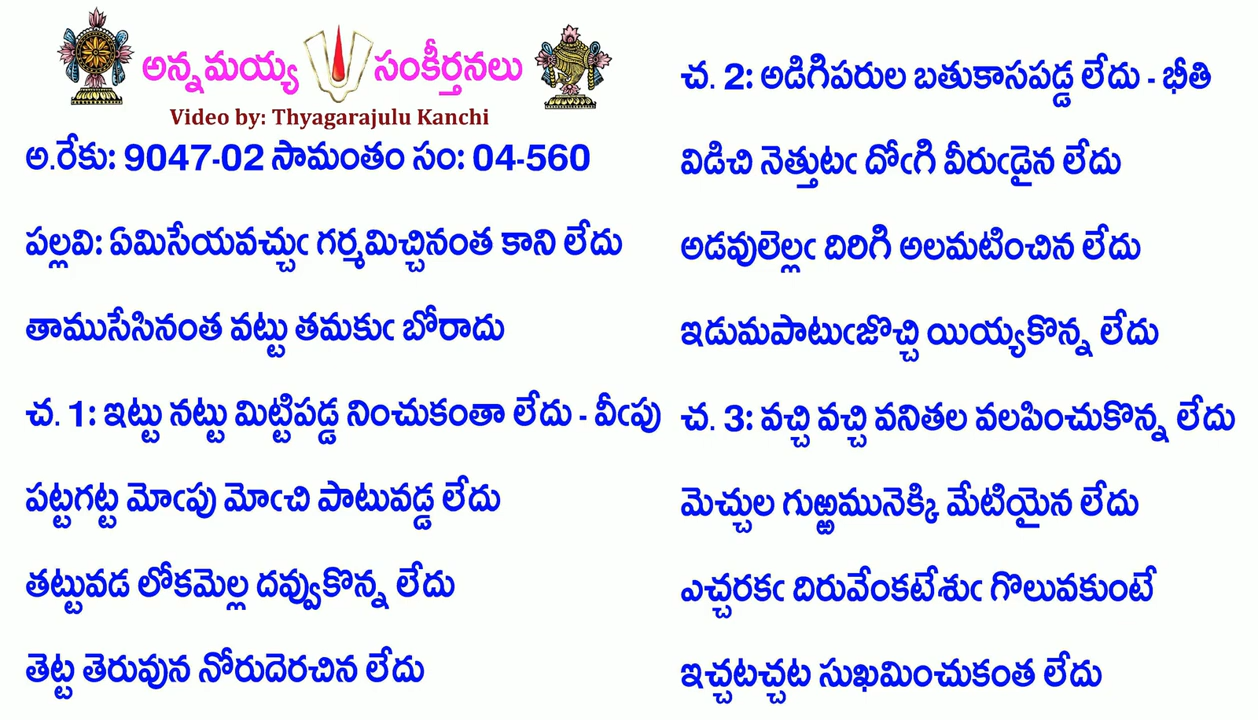 అన్నమయ్య సంకీర్తనలు
Video by: Thyagarajulu Kanchi
అ.రేకు: 9047-02 సామంతం సం: 04-560
పల్లవి: ఏమిసేయవచ్చుఁ గర్మమిచ్చినంత కాని లేదు
తాముసేసినంత వట్టు తమకుఁ బోరాదు
చ. 1: ఇట్టు నట్టు మిట్టిపడ్డ నించుకంతా లేదు - వీఁపు
పట్టగట్ట మోఁపు మోఁచి పాటువడ్డ లేదు
తట్టువడ లోకమెల్ల దవ్వుకొన్న లేదు
తెట్ట తెరువున నోరుదెరచిన లేదు
చ. 2: అడిగిపరుల బతుకాసపడ్డ లేదు - భీతి
విడిచి నెత్తుటఁ దోఁగి వీరుఁడైన లేదు
అడవులెల్లఁ దిరిగి అలమటించిన లేదు
ఇడుమపాటుఁజొచ్చి యియ్యకొన్న లేదు
చ. 3: వచ్చి వచ్చి వనితల వలపించుకొన్న లేదు
మెచ్చుల గుఱ్ఱమునెక్కి మేటియైన లేదు
ఎచ్చరకఁ దిరువేంకటేశుఁ గొలువకుంటే
ఇచ్చటచ్చట సుఖమించుకంత లేదు